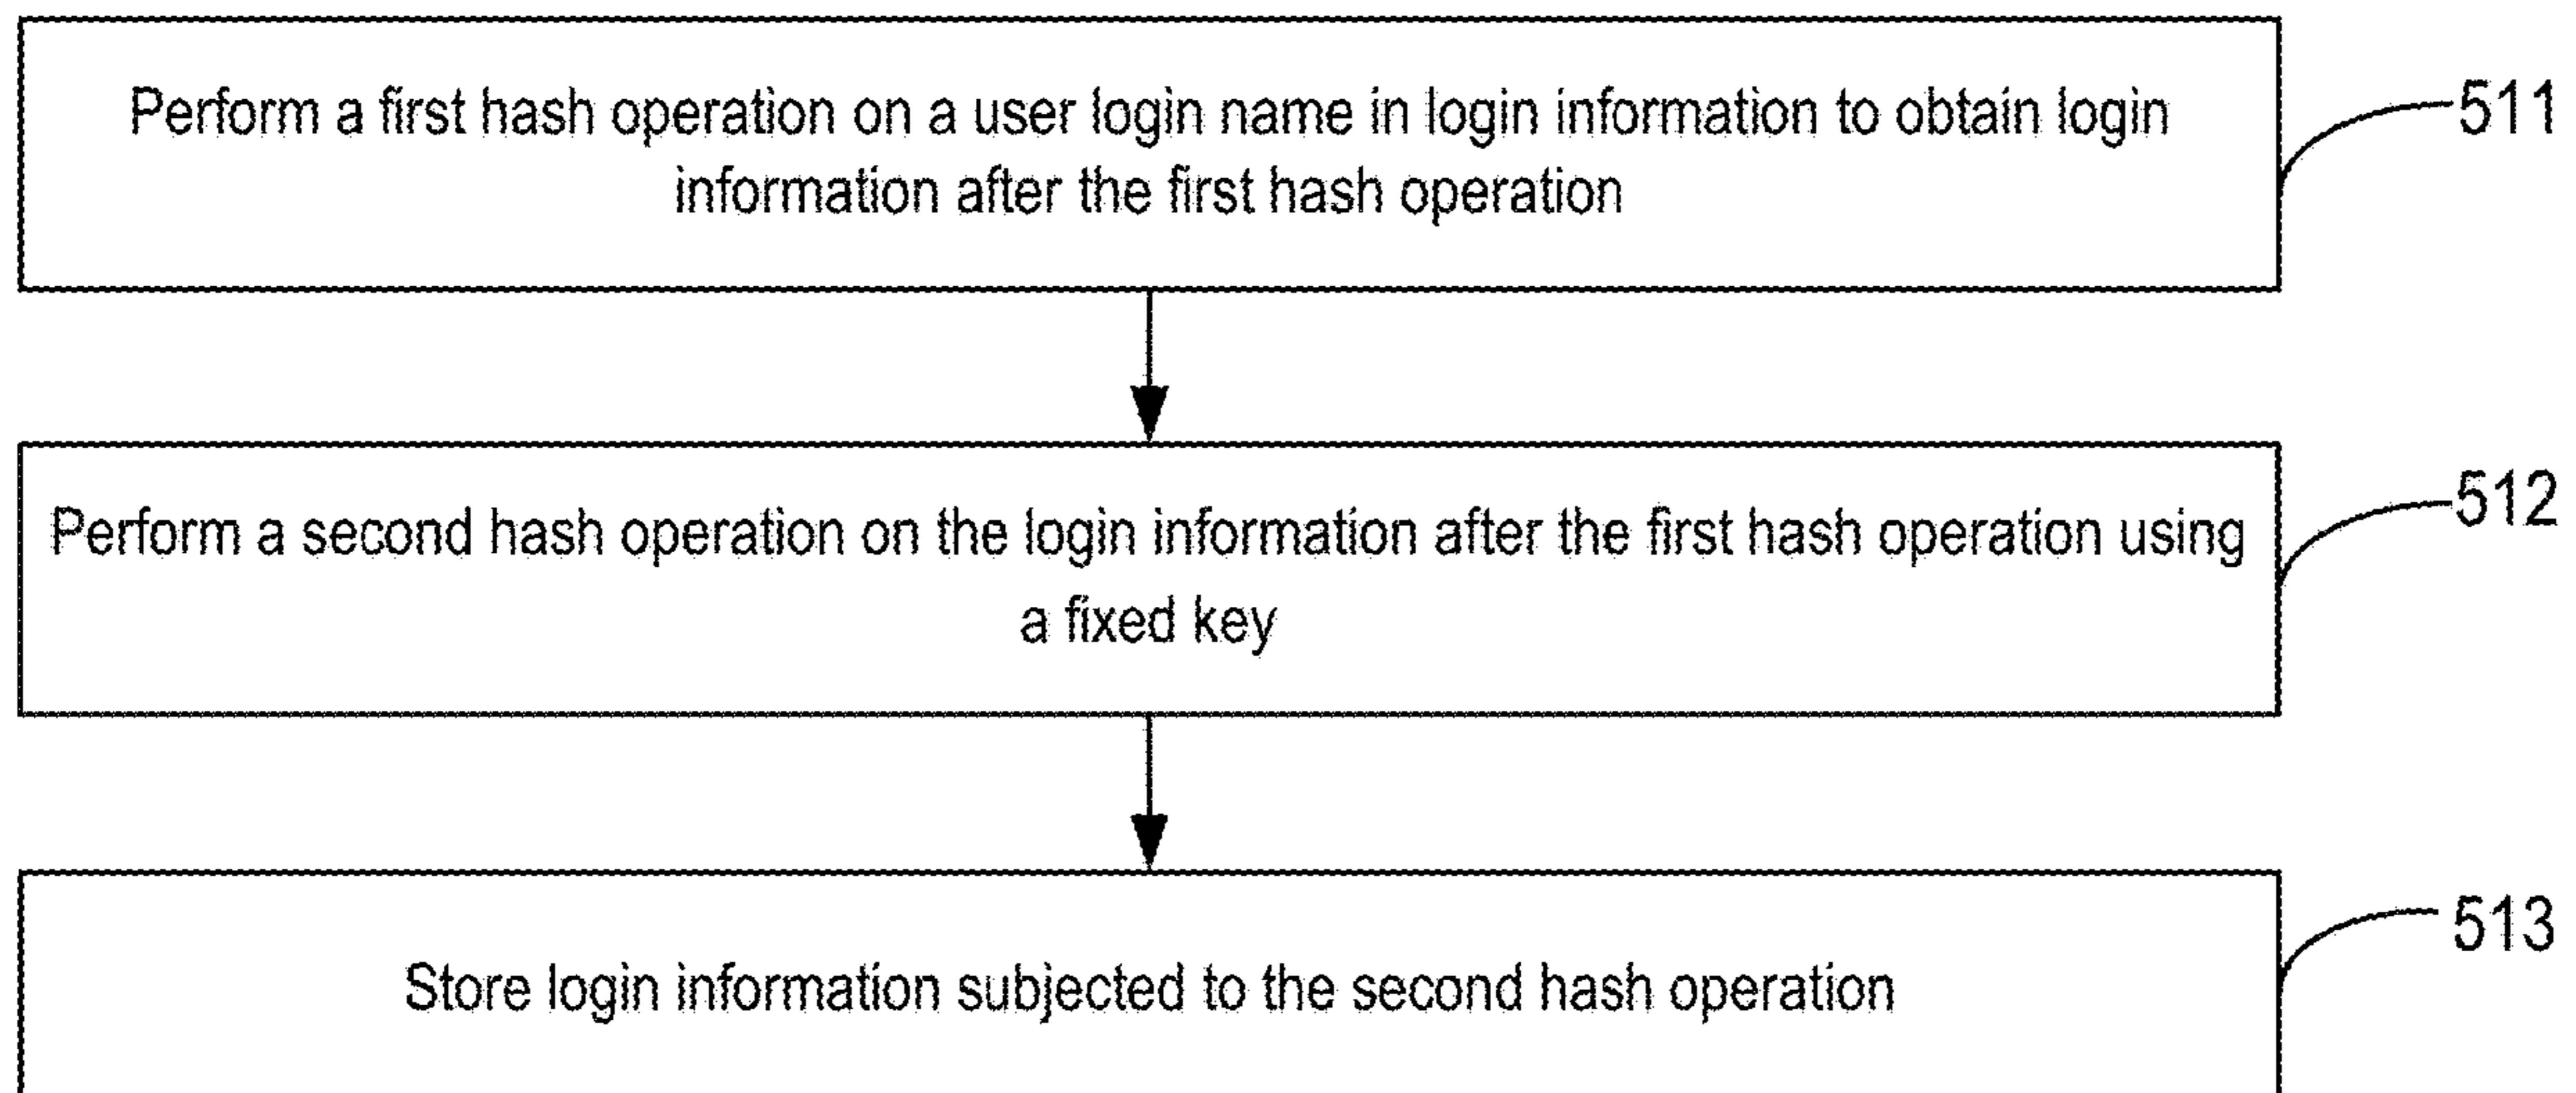 Perform a first hash operation on a user login name in login information to obtain login
information after the first hash operation
511
Perform a second hash operation on the login information after the first hash operation using
a fixed key
512
Store login information subjected to the second hash operation
513